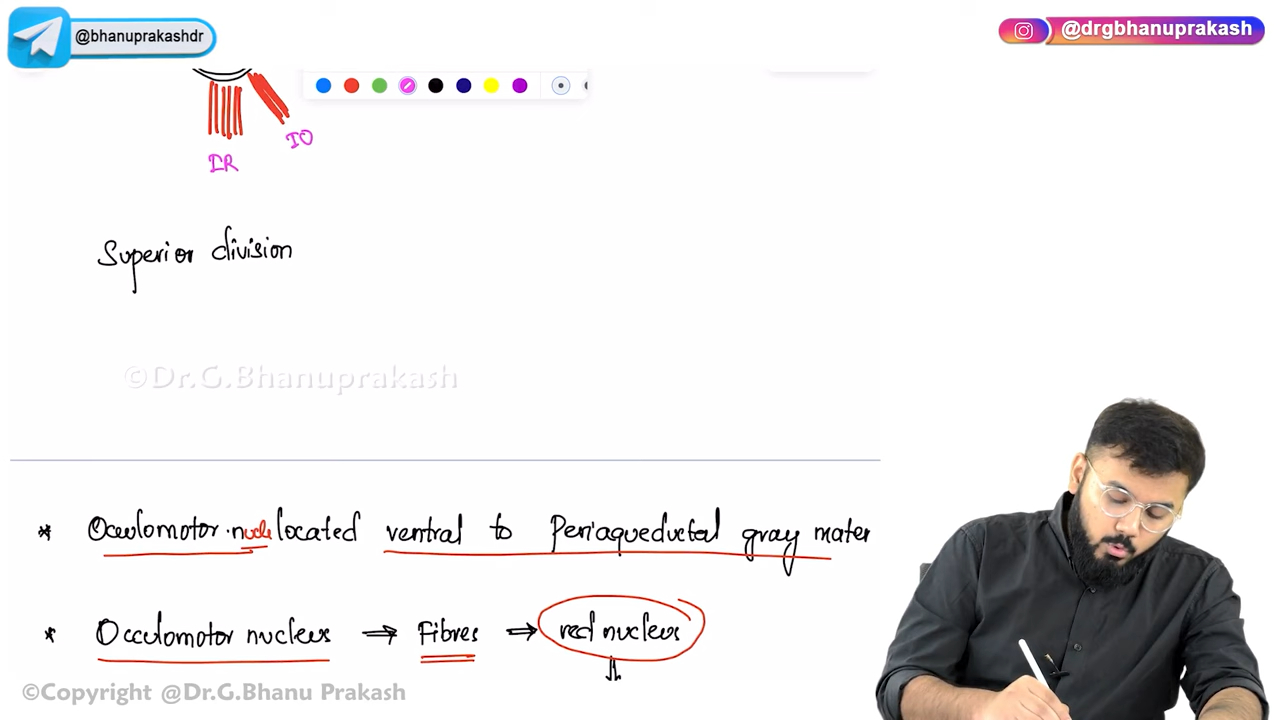 @bhanuprakashdr
@drgbhanuprakash
IO
IR
Superior division
©Dr.G.Bhanuprakash
* Occulomotor nucle located ventral to Periaqueductal gray mater
* Occulomotor nucleus ⇒ Fibres ⇒ red nucleus
©Copyright @Dr.G.Bhanu Prakash